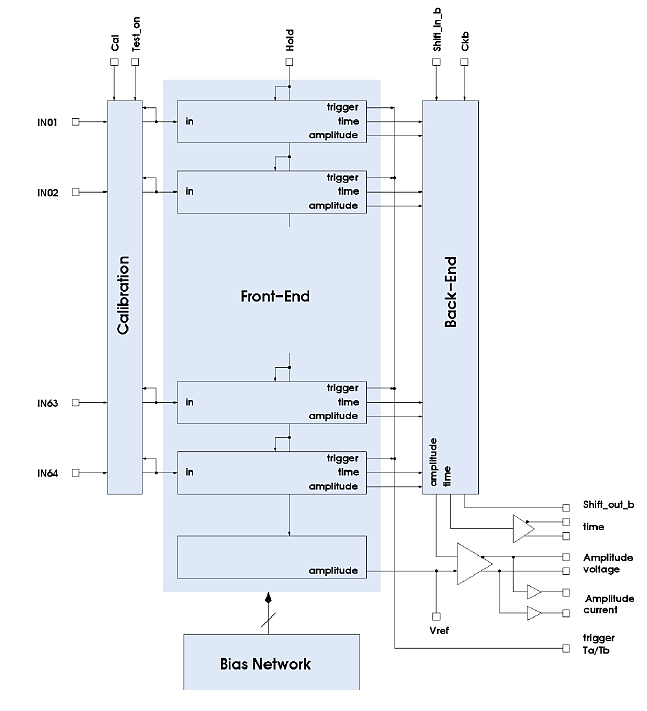 Cal
Test_on
Hold
Shift_in_b
Ckb
IN01
in
trigger
time
amplitude
IN02
in
trigger
time
amplitude
Calibration
Front-End
Back-End
IN63
in
trigger
time
amplitude
IN64
in
trigger
time
amplitude
amplitude
time
amplitude
Shift_out_b
time
Amplitude
voltage
Amplitude
current
Vref
trigger
Ta/Tb
Bias Network